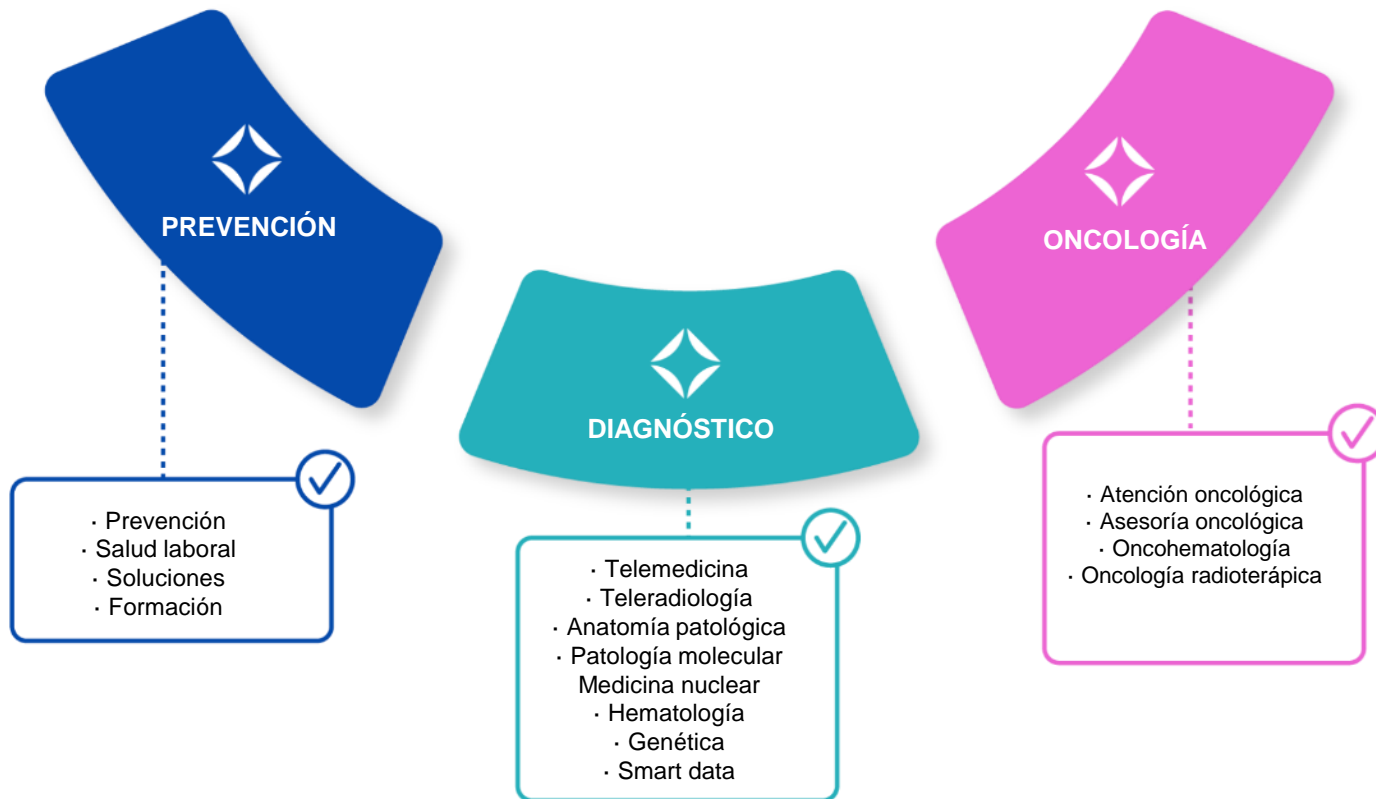 PREVENCIÓN
· Prevención
· Salud laboral
· Soluciones
· Formación
DIAGNÓSTICO
· Telemedicina
· Teleradiología
· Anatomía patológica
· Patología molecular
Medicina nuclear
· Hematología
· Genética
· Smart data
ONCOLOGÍA
· Atención oncológica
· Asesoría oncológica
· Oncohematología
· Oncología radioterápica